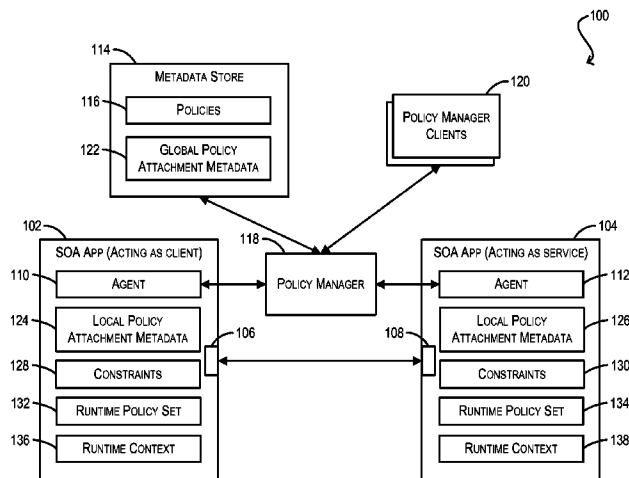 100
114
METADATA STORE
116
POLICIES
122
GLOBAL POLICY
ATTACHMENT METADATA
120
POLICY MANAGER
CLIENTS
102
SOA APP (ACTING AS CLIENT)
110
AGENT
124
LOCAL POLICY
ATTACHMENT METADATA
128
CONSTRAINTS
132
RUNTIME POLICY SET
136
RUNTIME CONTEXT
118
POLICY MANAGER
106
108
104
SOA APP (ACTING AS SERVICE)
AGENT
112
LOCAL POLICY
ATTACHMENT METADATA
126
CONSTRAINTS
130
RUNTIME POLICY SET
134
RUNTIME CONTEXT
138